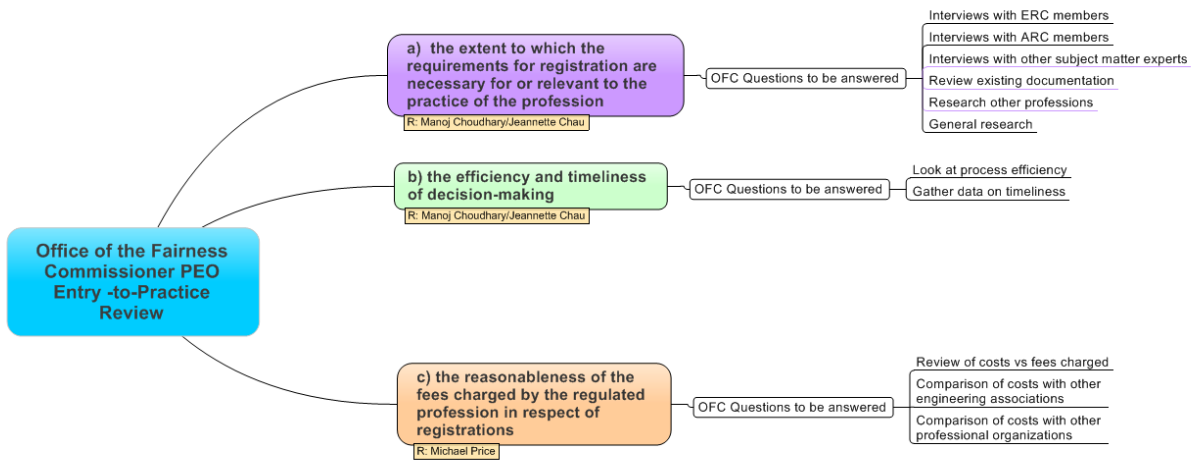 Office of the Fairness
Commissioner PEO
Entry -to-Practice
Review
a) the extent to which the
requirements for registration are
necessary for or relevant to the
practice of the profession
R: Manoj Choudhary/Jeannette Chau
OFC Questions to be answered
Interviews with ERC members
Interviews with ARC members
Interviews with other subject matter experts
Review existing documentation
Research other professions
General research
b) the efficiency and timeliness
of decision-making
R: Manoj Choudhary/Jeannette Chau
OFC Questions to be answered
Look at process efficiency
Gather data on timeliness
c) the reasonableness of the
fees charged by the regulated
profession in respect of
registrations
R: Michael Price
OFC Questions to be answered
Review of costs vs fees charged
Comparison of costs with other
engineering associations
Comparison of costs with other
professional organizations